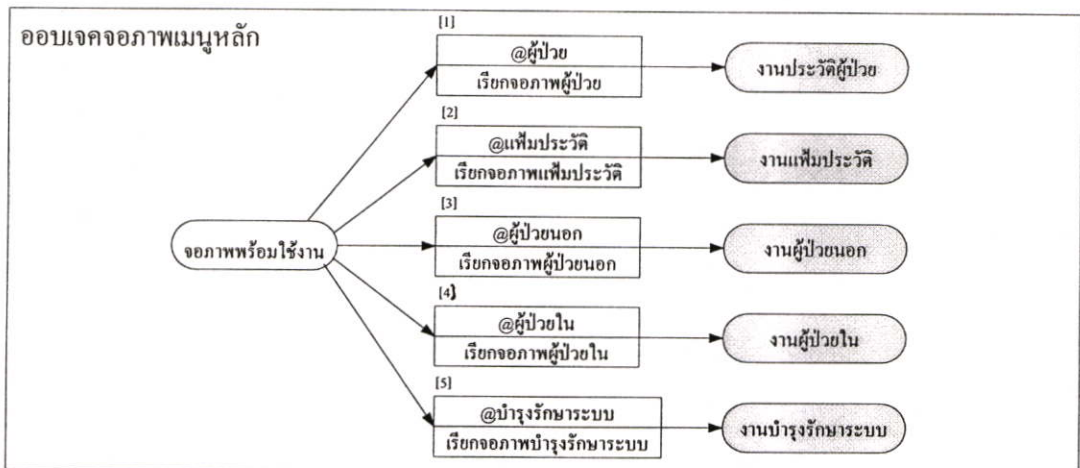 ออบเจคจอภาพเมนูหลัก
[1]
@ผู้ป่วย
เรียกจอภาพผู้ป่วย
งานประวัติผู้ป่วย
[2]
@แฟ้มประวัติ
เรียกจอภาพแฟ้มประวัติ
งานแฟ้มประวัติ
จอภาพพร้อมใช้งาน
[3]
@ผู้ป่วยนอก
เรียกจอภาพผู้ป่วยนอก
งานผู้ป่วยนอก
[4}
@ผู้ป่วยใน
เรียกจอภาพผู้ป่วยใน
งานผู้ป่วยใน
[5]
@บำรุงรักษาระบบ
เรียกจอภาพบำรุงรักษาระบบ
งานบำรุงรักษาระบบ